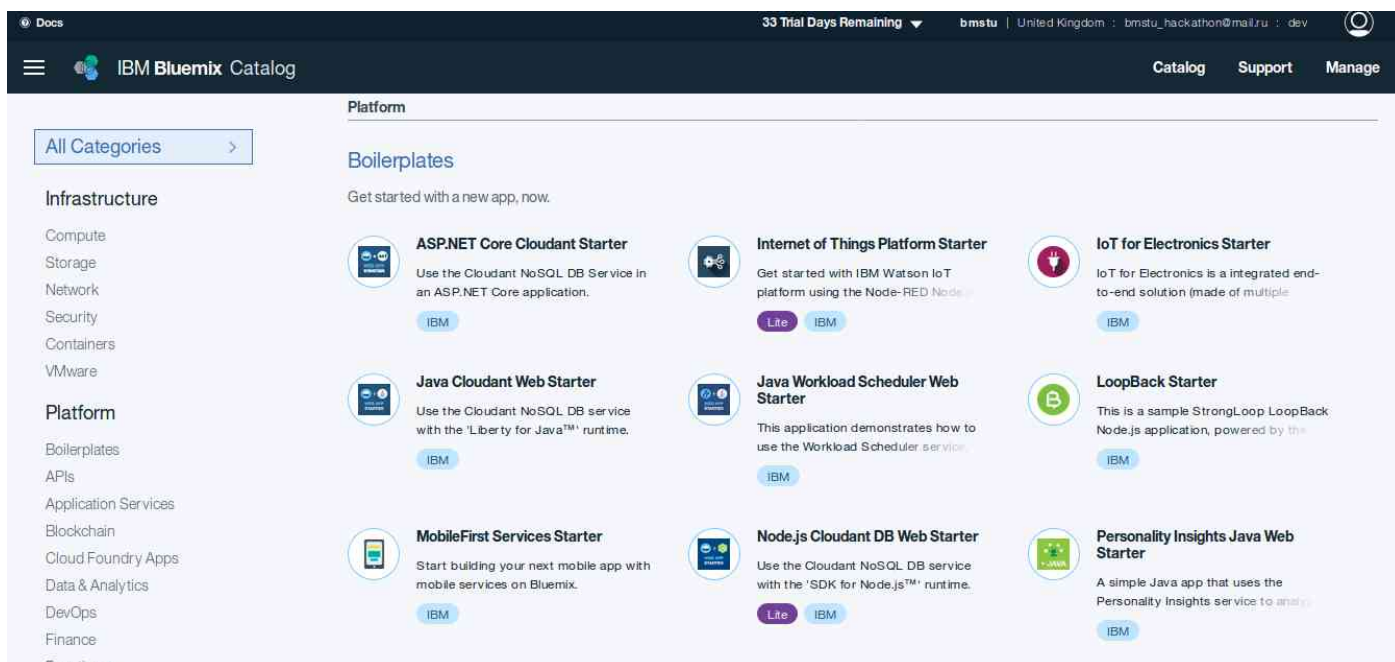 Docs
33 Trial Days Remaining
bmstu | United Kingdom : bmstu_hackathon@mail.ru : dev
IBM Bluemix Catalog
Catalog Support Manage
All Categories
Infrastructure
Compute
Storage
Network
Security
Containers
VMware
Platform
Boilerplates
APIs
Application Services
Blockchain
Cloud Foundry Apps
Data & Analytics
DevOps
Finance
Platform
Boilerplates
Get started with a new app, now.
ASP.NET Core Cloudant Starter
Use the Cloudant NoSQL DB Service in
an ASP.NET Core application.
IBM
Internet of Things Platform Starter
Get started with IBM Watson IoT
platform using the Node-RED Node
Lite IBM
IoT for Electronics Starter
IoT for Electronics is a integrated end-
to-end solution (made of multiple
IBM
Java Cloudant Web Starter
Use the Cloudant NoSQL DB service
with the 'Liberty for Java™' runtime.
IBM
Java Workload Scheduler Web
Starter
This application demonstrates how to
use the Workload Scheduler service,
IBM
LoopBack Starter
This is a sample StrongLoop LoopBack
Node.js application, powered by the
IBM
MobileFirst Services Starter
Start building your next mobile app with
mobile services on Bluemix.
IBM
Node.js Cloudant DB Web Starter
Use the Cloudant NoSQL DB service
with the 'SDK for Node.js™' runtime.
Lite IBM
+ JAVA
Personality Insights Java Web
Starter
A simple Java app that uses the
Personality Insights service to
IBM